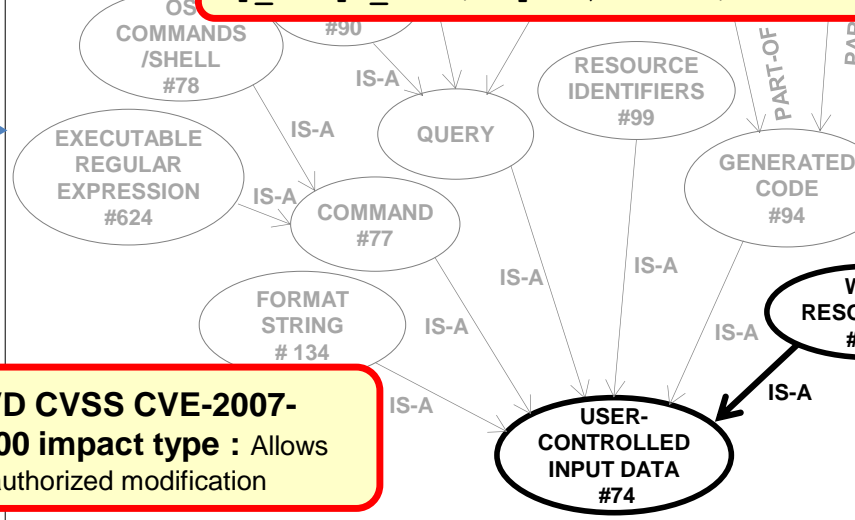 OS
COMMANDS
/SHELL
#78
#90
IS-A
RESOURCE
IDENTIFIERS
#99
PART-OF
EXECUTABLE
REGULAR
EXPRESSION
#624
IS-A
QUERY
GENERATED
CODE
#94
IS-A
COMMAND
#77
IS-A
IS-A
FORMAT
STRING
# 134
IS-A
IS-A
W
RESO
#
IS-A
IS-A
/D CVSS CVE-2007-
00 impact type : Allows
authorized modification
USER-
CONTROLLED
INPUT DATA
#74